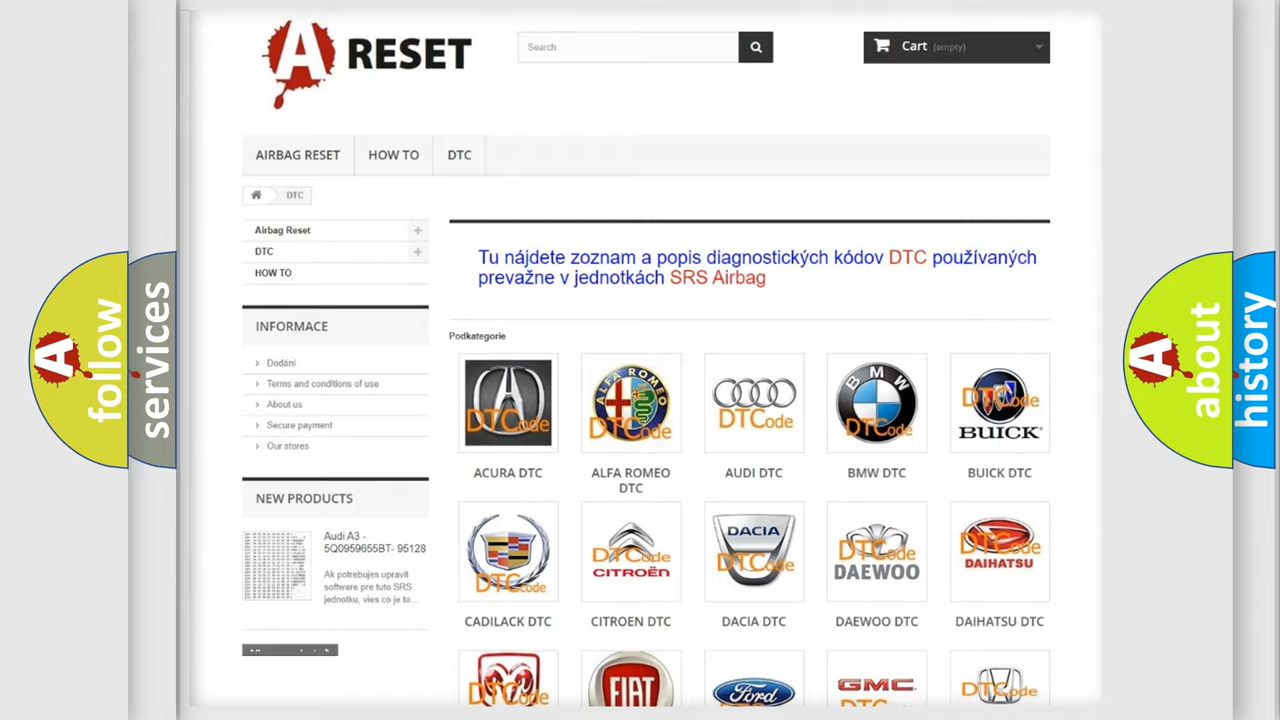 A RESET
Search
Cart (empty)
AIRBAG RESET
HOW TO
DTC
DTC
Airbag Reset
DTC
HOW TO
Tu nájdete zoznam a popis diagnostických kódov DTC používaných
prevažne v jednotkách SRS Airbag
INFORMACE
Dodání
Terms and conditions of use
About us
Secure payment
Our stores
NEW PRODUCTS
Audi A3 -
5Q0959655BT- 95128
Ak potrebujes upravit
software pre tuto SRS
jednotku, vies co je to...
Podkategorie
DTCode
ALFA ROMEO
DTCode
DTCode
BMW
DTCode
DTCode
BUICK
ACURA DTC
ALFA ROMEO
DTC
AUDI DTC
BMW DTC
BUICK DTC
DTCode
DTCode
CITROËN
DACIA
DTCode
DTCode
DAEWOO
DTCode
DAIHATSU
CADILACK DTC
CITROEN DTC
DACIA DTC
DAEWOO DTC
DAIHATSU DTC
DTCode
FIAT
Ford
GMC
DTCode
A follow
services
A about
history